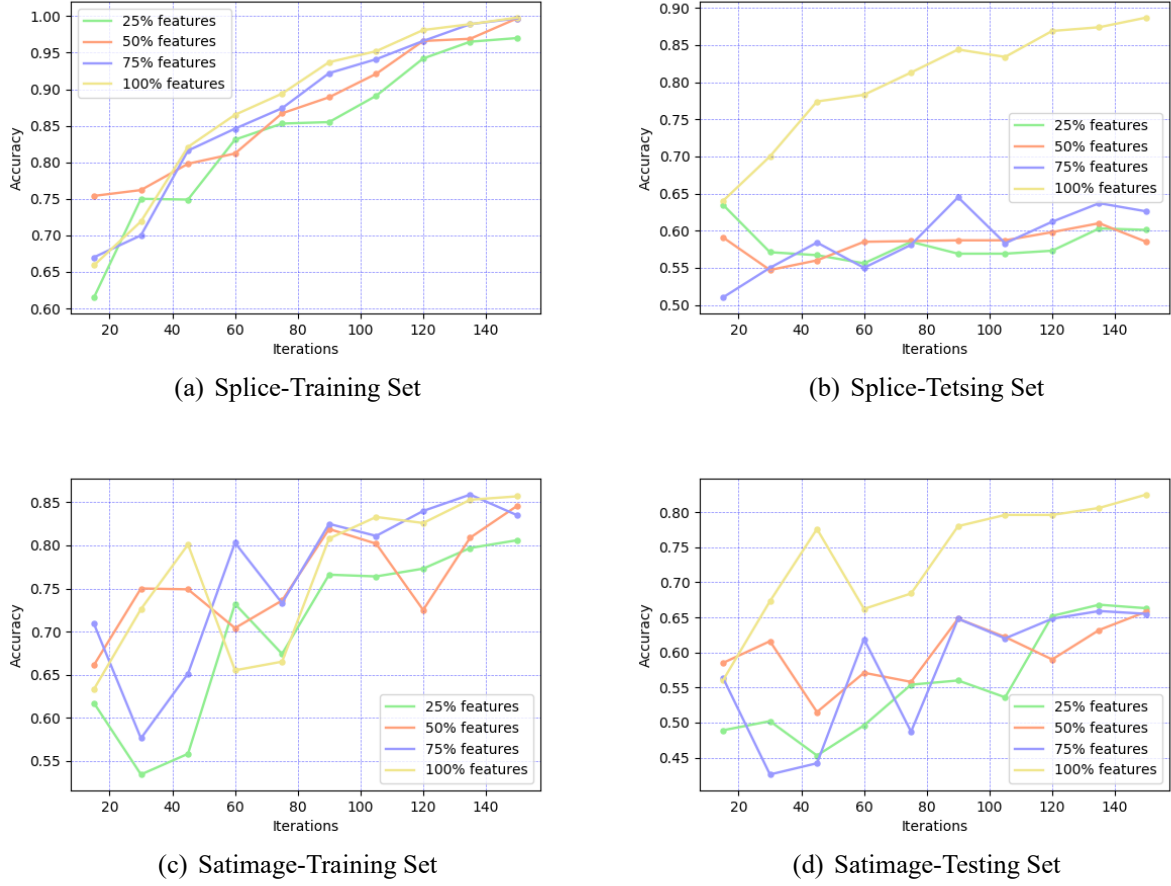 1.00
0.95
0.90
0.85
0.80
0.75
0.70
0.65
0.60
Accuracy
25% features
50% features
75% features
100% features
20 40 60 80 100 120 140
Iterations
(a) Splice-Training Set
0.90
0.85
0.80
0.75
0.70
0.65
0.60
0.55
0.50
Accuracy
25% features
50% features
75% features
100% features
20 40 60 80 100 120 140
Iterations
(b) Splice-Tetsing Set
0.85
0.80
0.75
0.70
0.65
0.60
0.55
Accuracy
25% features
50% features
75% features
100% features
20 40 60 80 100 120 140
Iterations
(c) Satimage-Training Set
0.80
0.75
0.70
0.65
0.60
0.55
0.50
0.45
Accuracy
25% features
50% features
75% features
100% features
20 40 60 80 100 120 140
Iterations
(d) Satimage-Testing Set